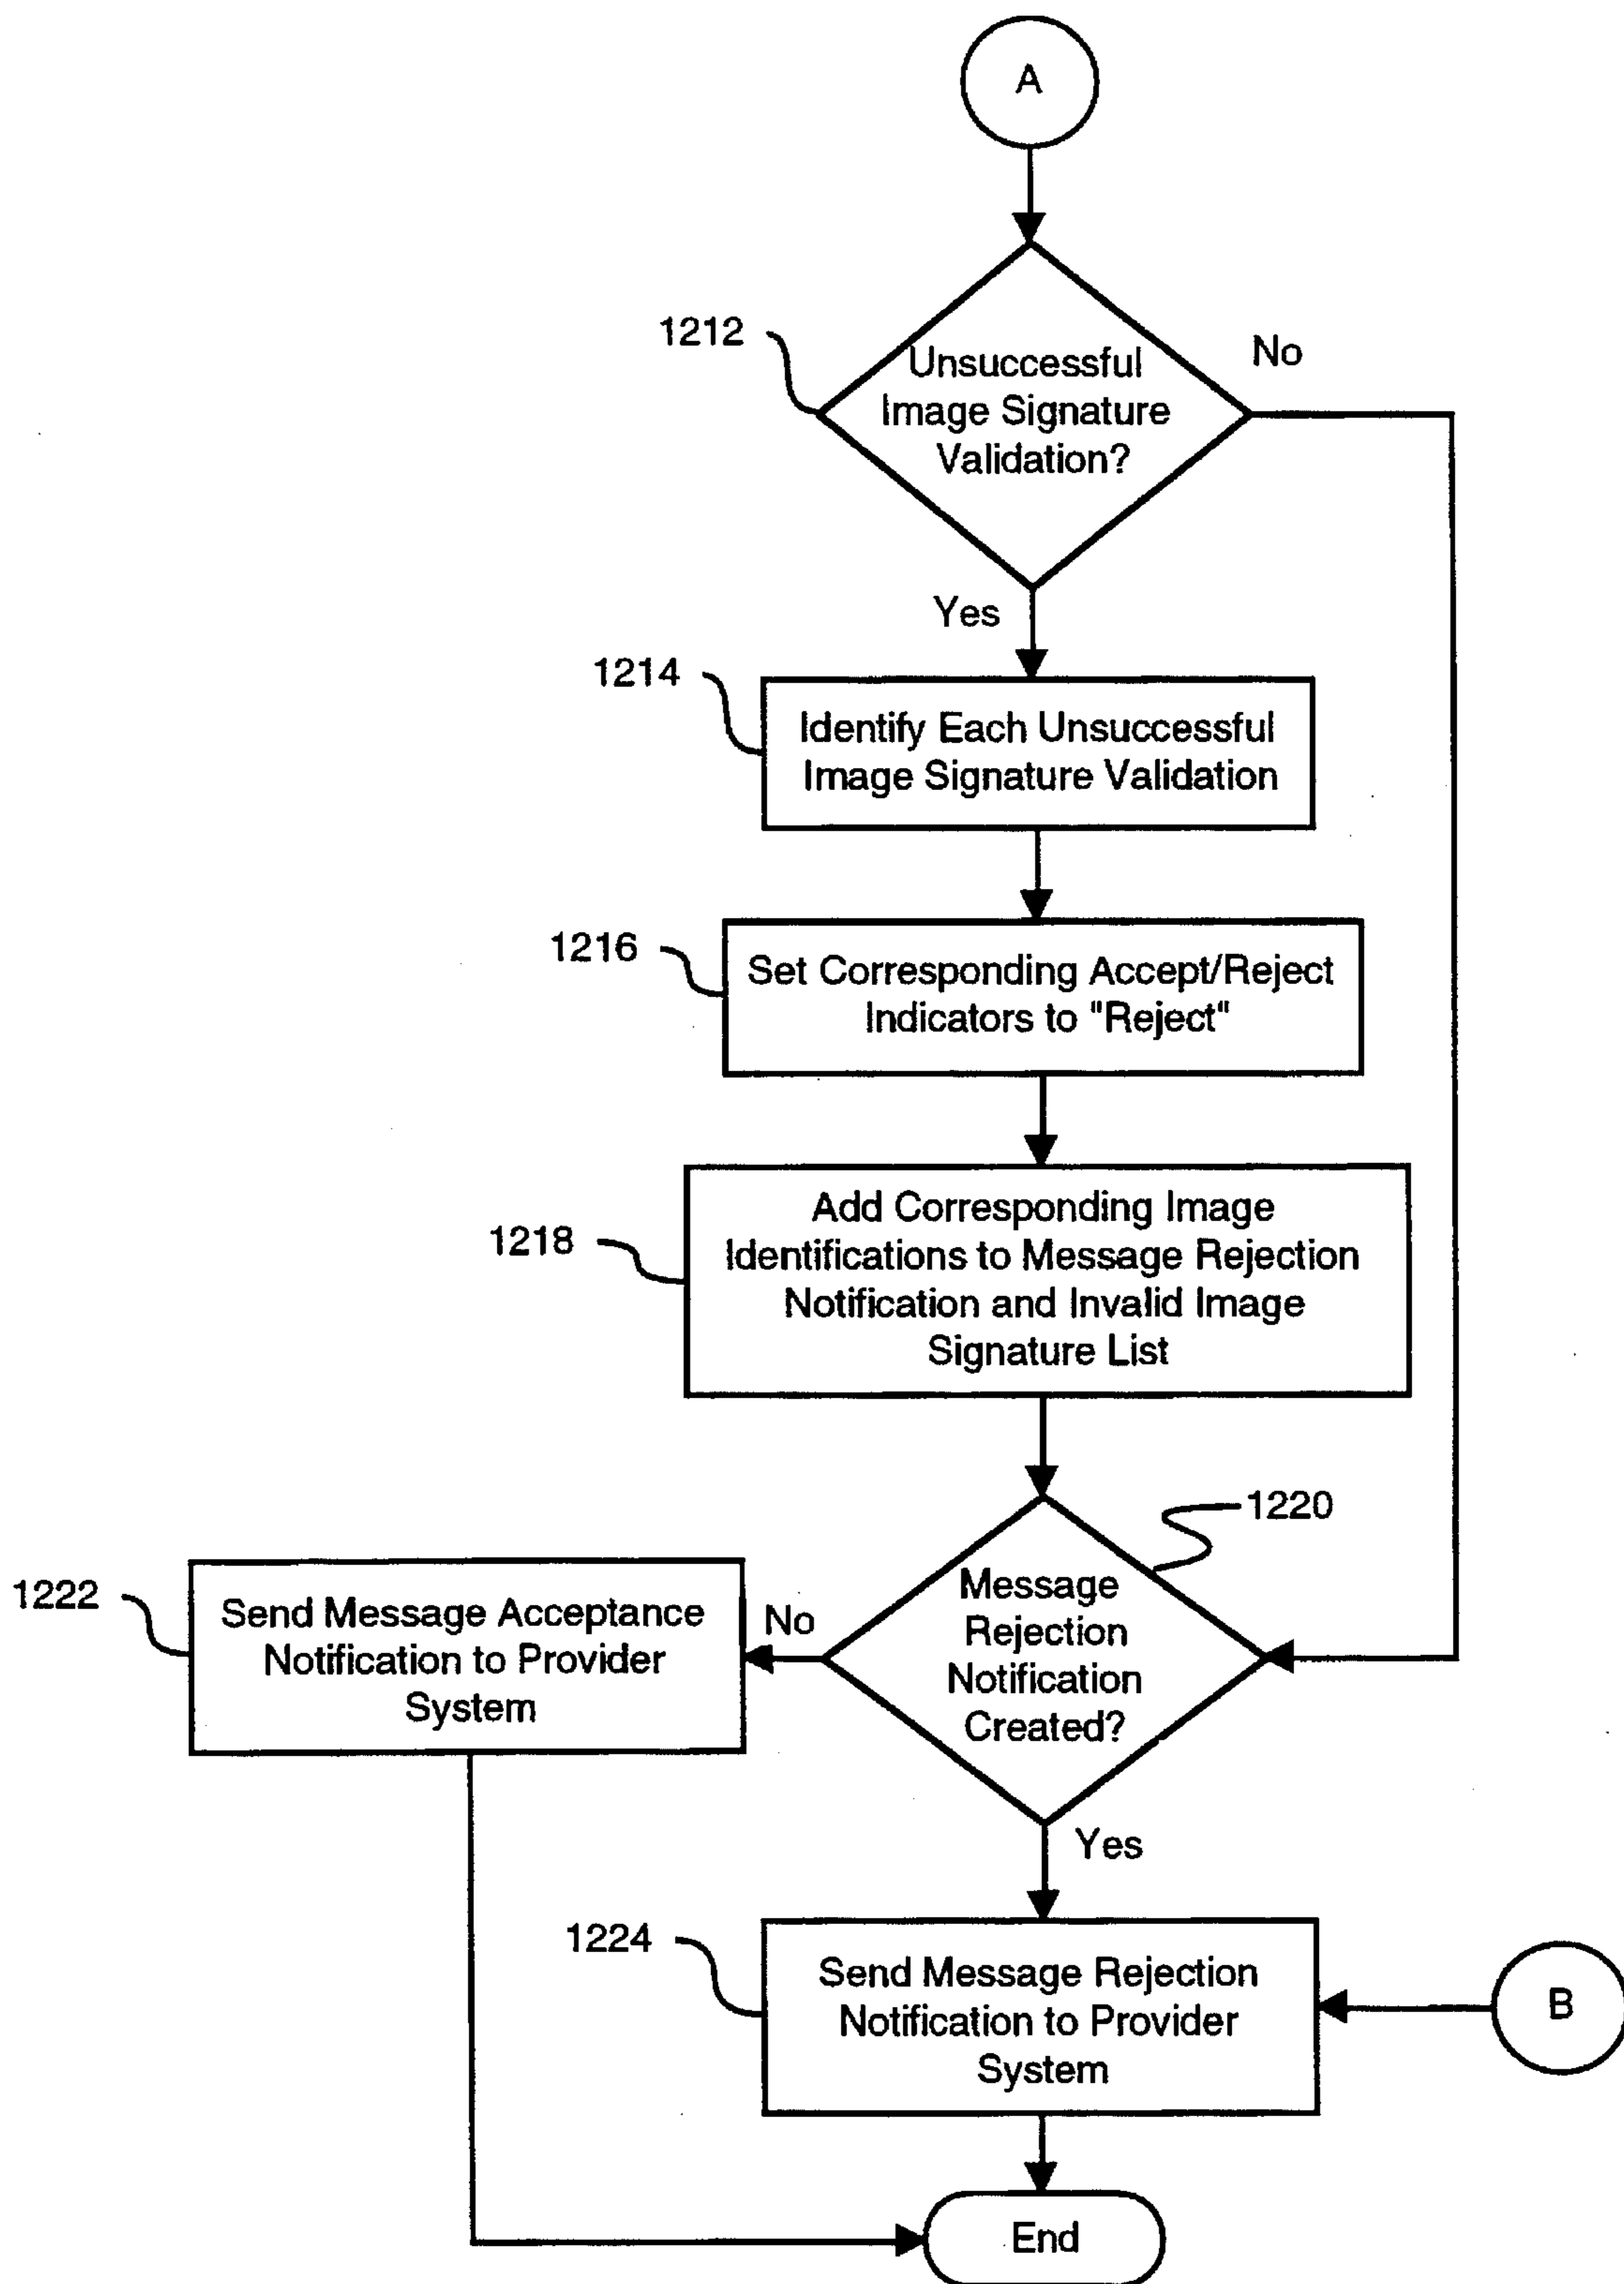 A
1212
Unsuccessful
Image Signature
Validation?
No
Yes
1214
Identify Each Unsuccessful
Image Signature Validation
1216
Set Corresponding Accept/Reject
Indicators to "Reject"
1218
Add Corresponding Image
Identifications to Message Rejection
Notification and Invalid Image
Signature List
1220
Message
Rejection
Notification
Created?
No
1222
Send Message Acceptance
Notification to Provider
System
Yes
1224
Send Message Rejection
Notification to Provider
System
B
End